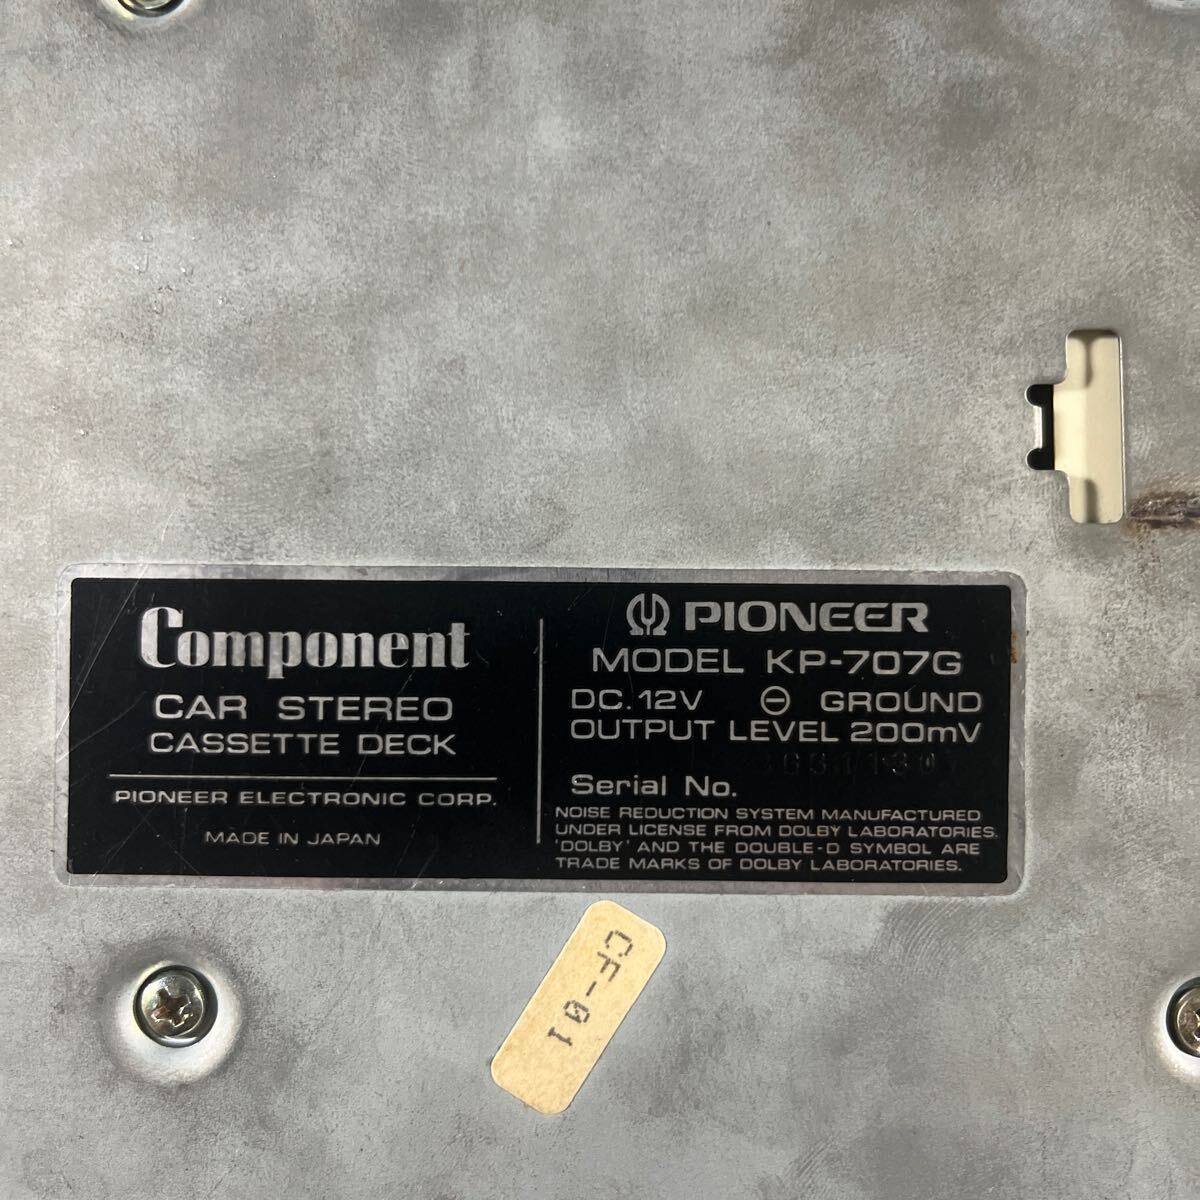 Component
CAR STEREO
CASSETTE DECK
PIONEER ELECTRONIC CORP.
MADE IN JAPAN
PIONEER
MODEL KP-707G
DC.12V ⊖ GROUND
OUTPUT LEVEL 200mV
Serial No.
NOISE REDUCTION SYSTEM MANUFACTURED
UNDER LICENSE FROM DOLBY LABORATORIES.
'DOLBY' AND THE DOUBLE-D SYMBOL ARE
TRADE MARKS OF DOLBY LABORATORIES.
CF-01